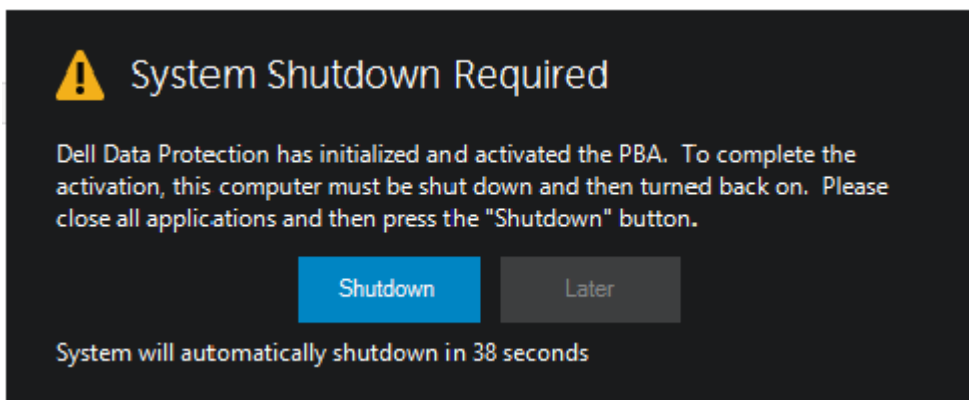 System Shutdown Required
Dell Data Protection has initialized and activated the PBA.  To complete the
activation, this computer must be shut down and then turned back on.  Please
close all applications and then press the "Shutdown" button.
Shutdown
Later
System will automatically shutdown in 38 seconds